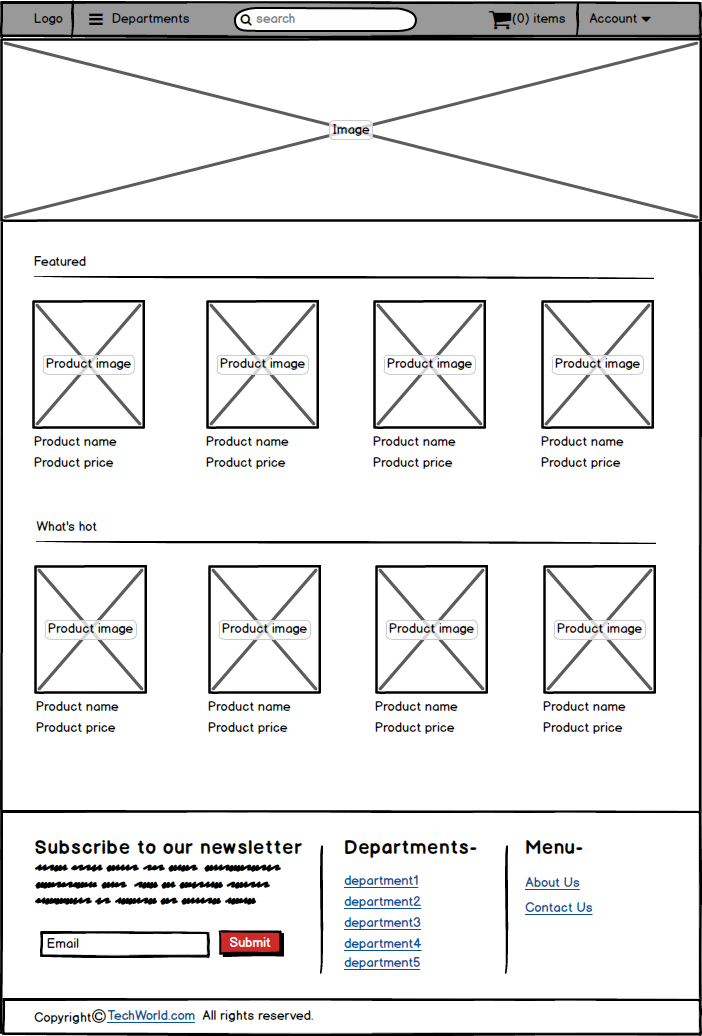 Logo Departments search (0) items Account
Image
Featured
Product image Product image Product image Product image
Product name Product name Product name Product name
Product price Product price Product price Product price
What's hot
Product image Product image Product image Product image
Product name Product name Product name Product name
Product price Product price Product price Product price
Subscribe to our newsletter
Email Submit
Departments-
department1
department2
department3
department4
department5
Menu-
About Us
Contact Us
Copyright© TechWorld.com All rights reserved.